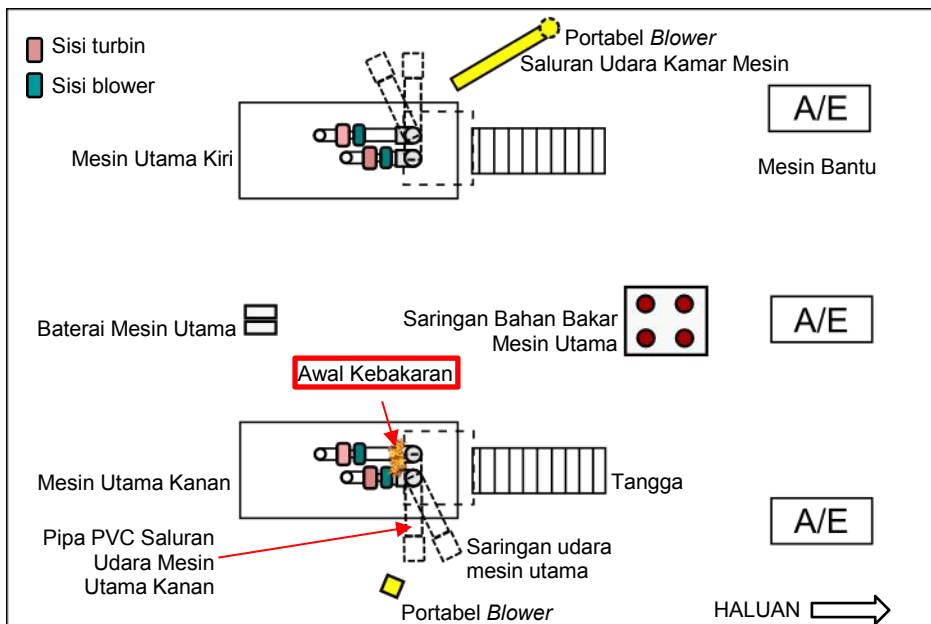 Sisi turbin
Sisi blower
Portabel Blower
Saluran Udara Kamar Mesin
A/E
Mesin Utama Kiri
Mesin Bantu
Baterai Mesin Utama
Saringan Bahan Bakar
Mesin Utama
A/E
Awal Kebakaran
Mesin Utama Kanan
Tangga
A/E
Pipa PVC Saluran
Udara Mesin
Utama Kanan
Saringan udara
mesin utama
Portabel Blower
HALUAN